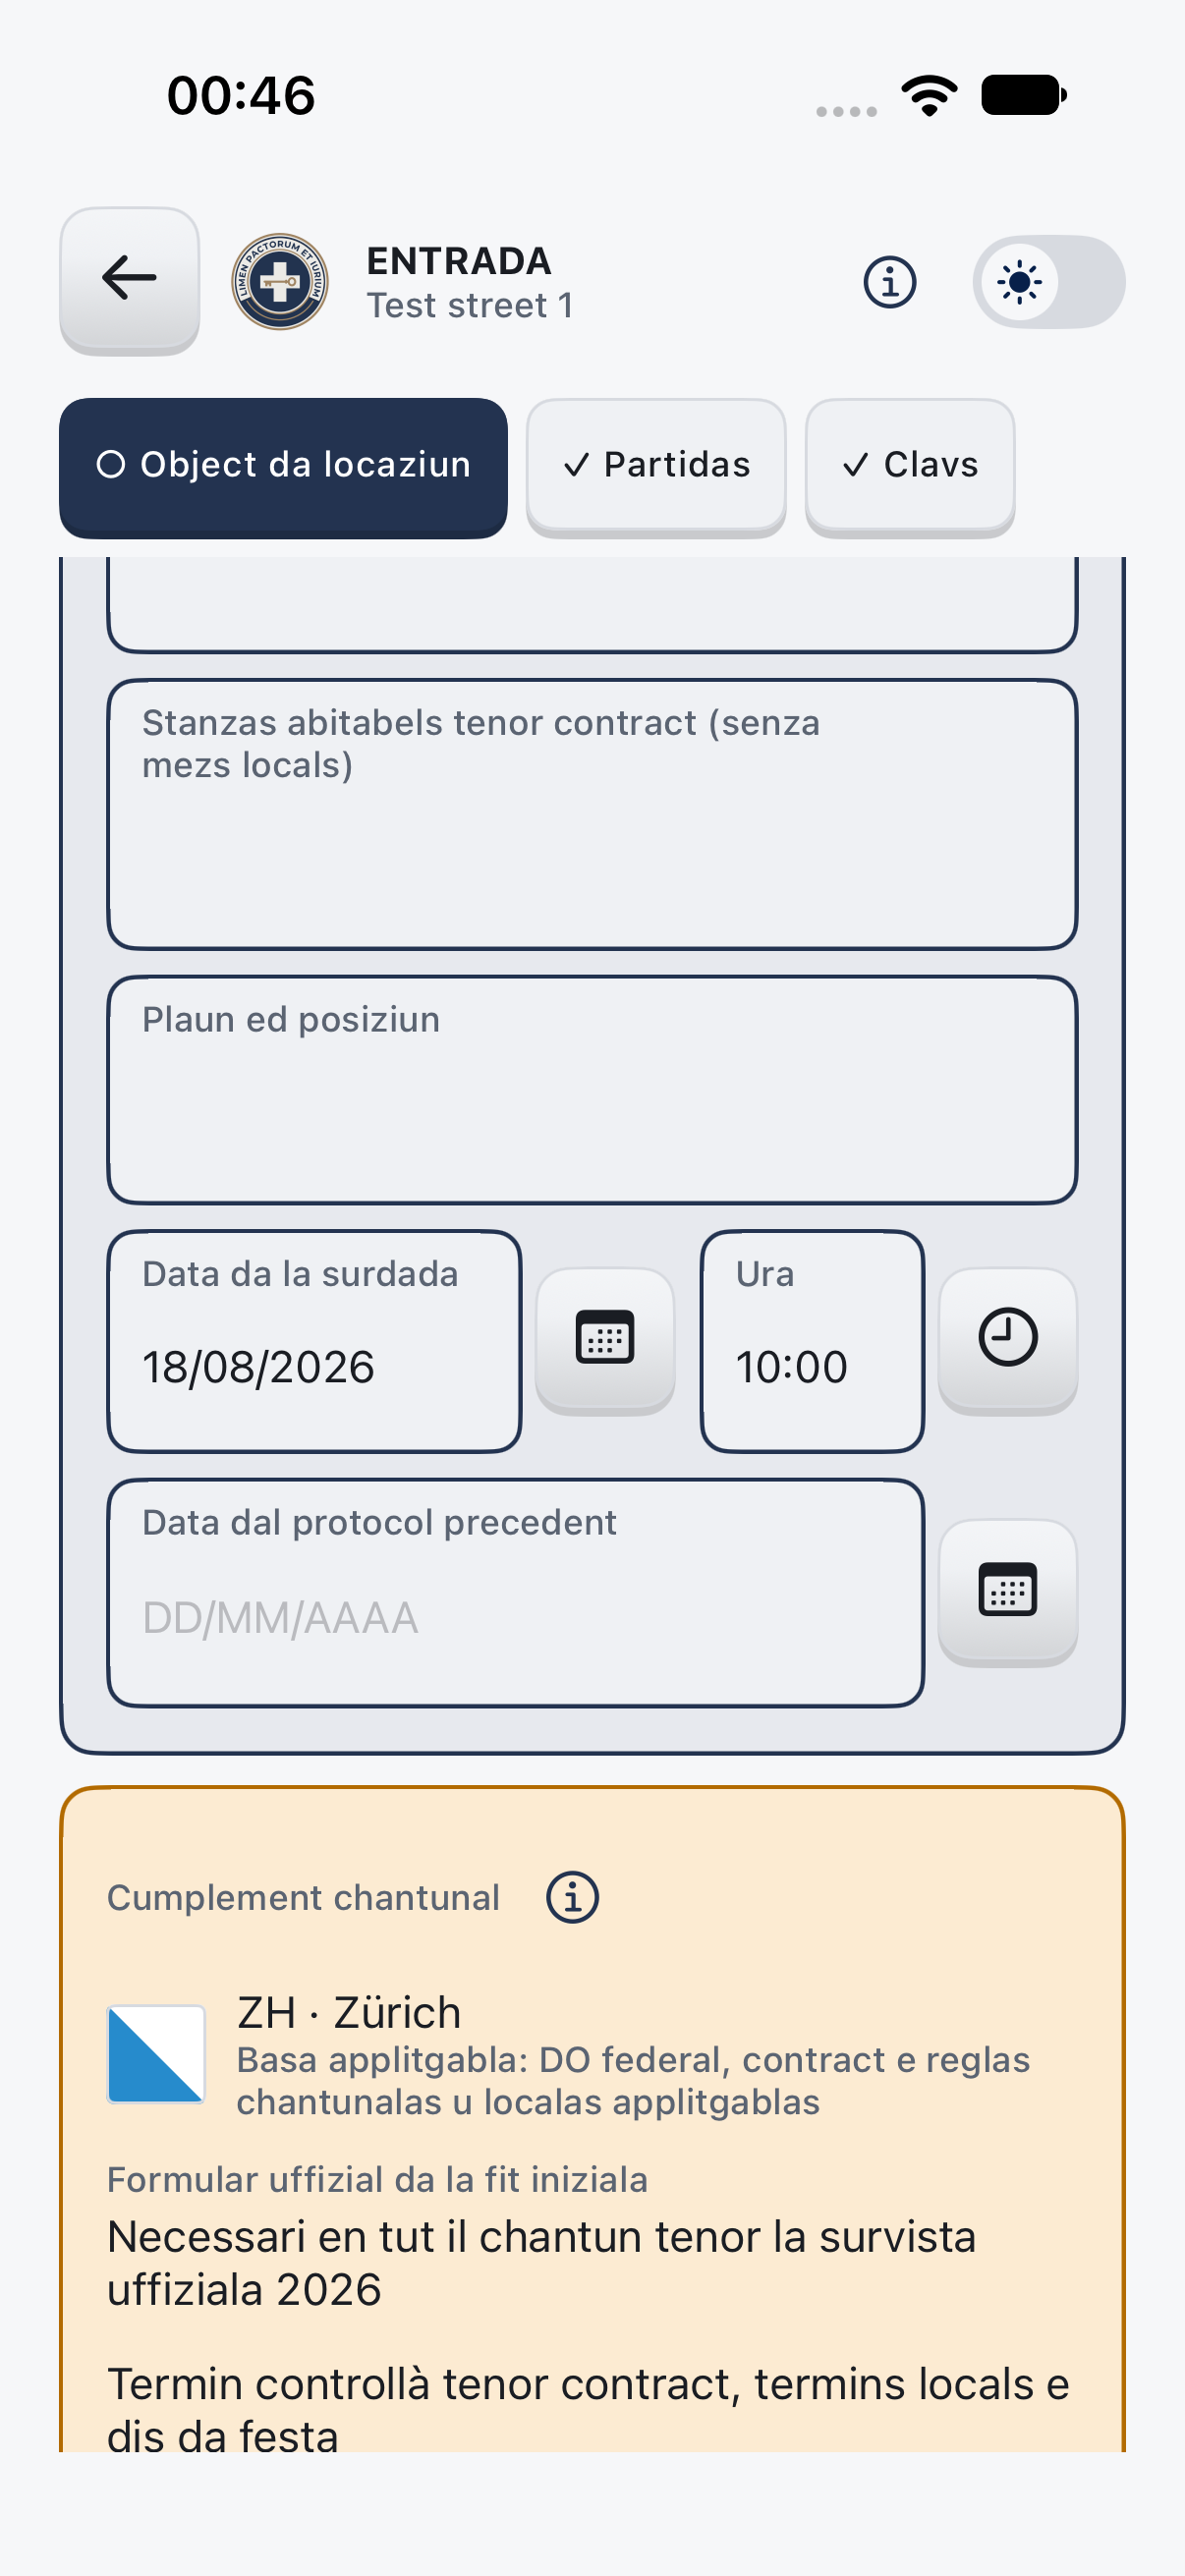 00:46
LIMEN PACTORUM ET IURIUM
ENTRADA
Test street 1
Object da locaziun
Partidas
Clavs
Stanzas abitabels tenor contract (senza
mezs locals)
Plaun ed posiziun
Data da la surdada
Ura
18/08/2026
10:00
Data dal protocol precedent
DD/MM/AAAA
Cumplement chantunal
ZH · Zürich
Basa applitgabla: DO federal, contract e reglas
chantunalas u localas applitgablas
Formular uffizial da la fit iniziala
Necessari en tut il chantun tenor la survista
uffiziala 2026
Termin controllà tenor contract, termins locals e
dis da festa